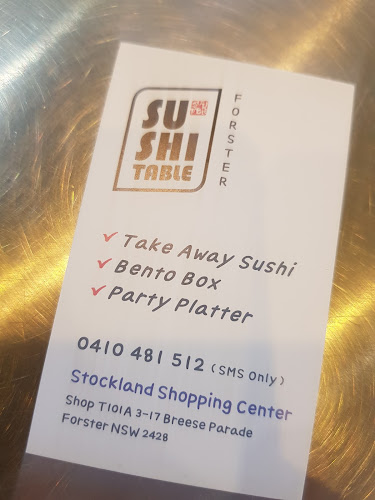 SU
SHI
TABLE
FORSTER
✓ Take Away Sushi
✓ Bento Box
✓ Party Platter
0410 481 512 (SMS Only)
Stockland Shopping Center
Shop T101A 3-17 Breese Parade
Forster NSW 2428